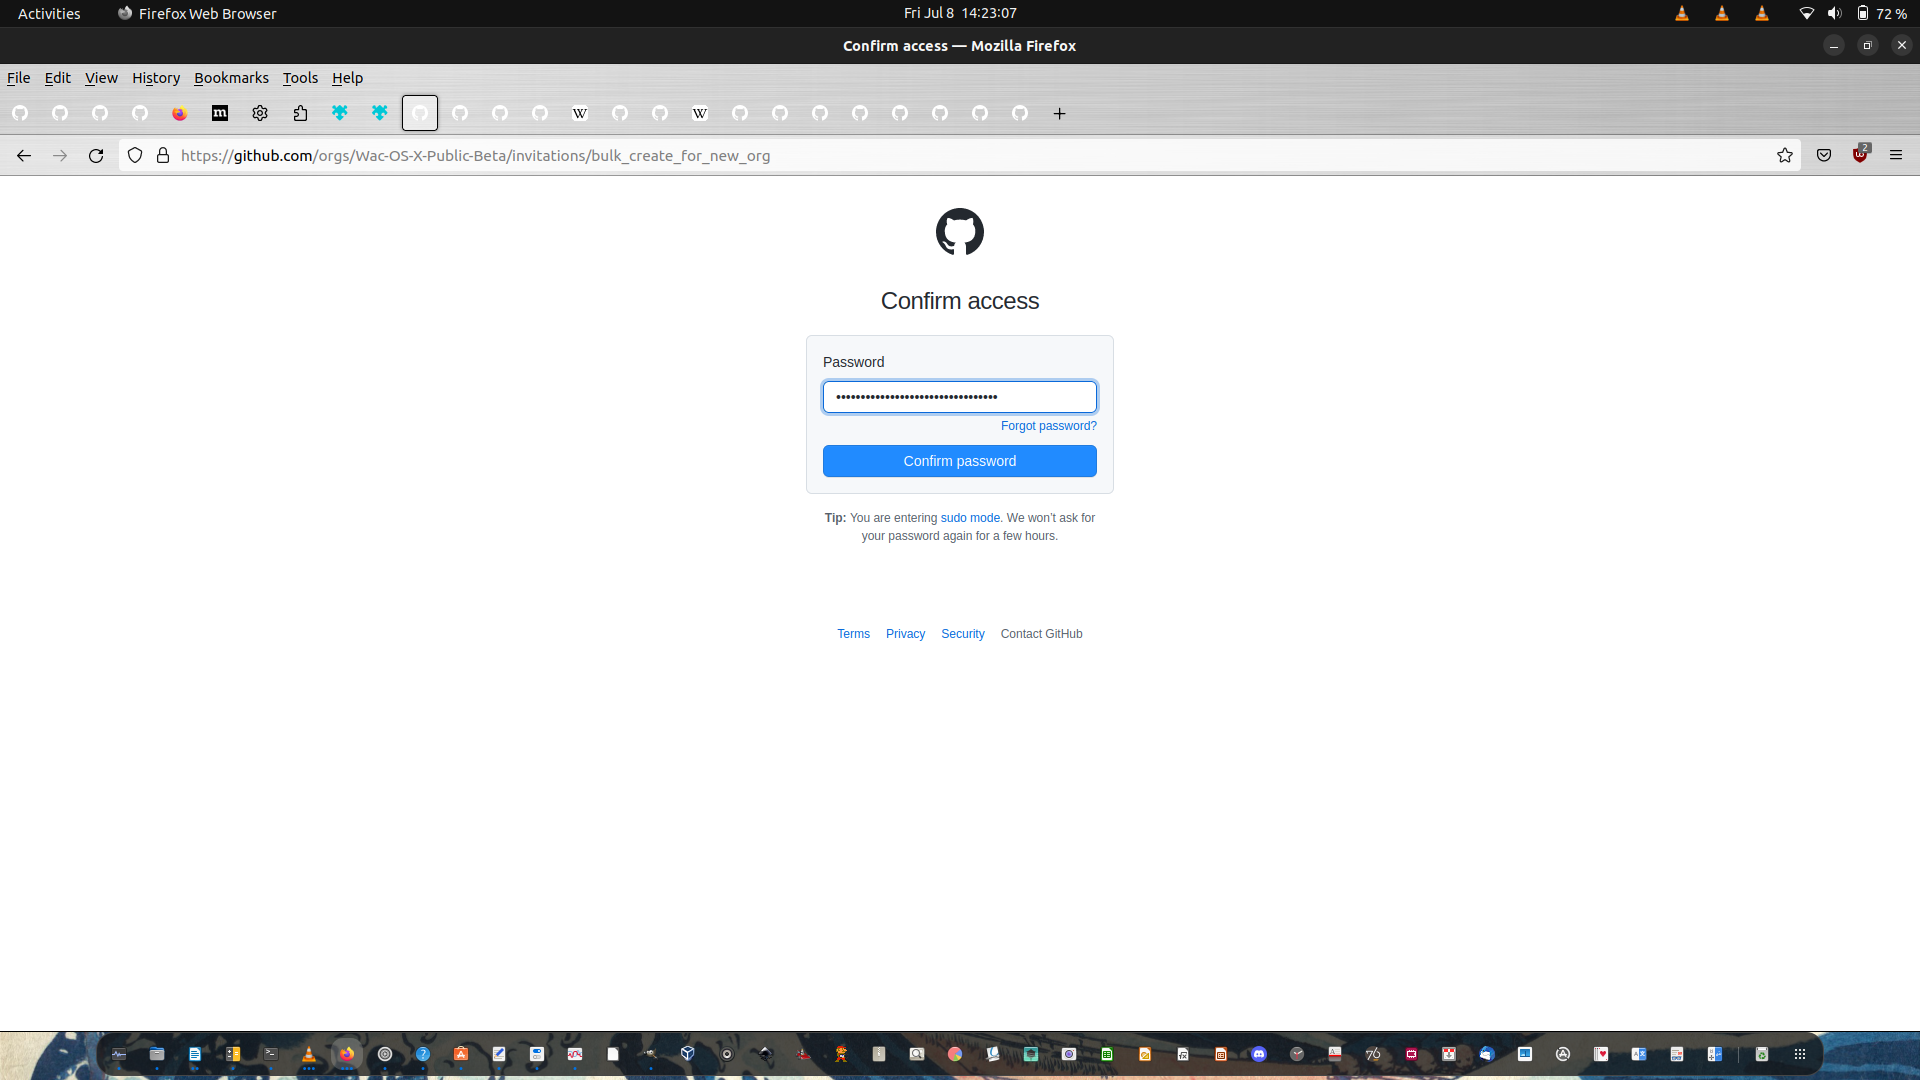 Activities
Firefox Web Browser
Fri Jul 8 14:23:07
72 %
Confirm access — Mozilla Firefox
File Edit View History Bookmarks Tools Help
m
W
W
https://github.com/orgs/Wac-OS-X-Public-Beta/invitations/bulk_create_for_new_org
2
Confirm access
Password
••••••••••••••••••••••••••••••••••
Forgot password?
Confirm password
Tip: You are entering sudo mode. We won't ask for
your password again for a few hours.
Terms Privacy Security Contact GitHub